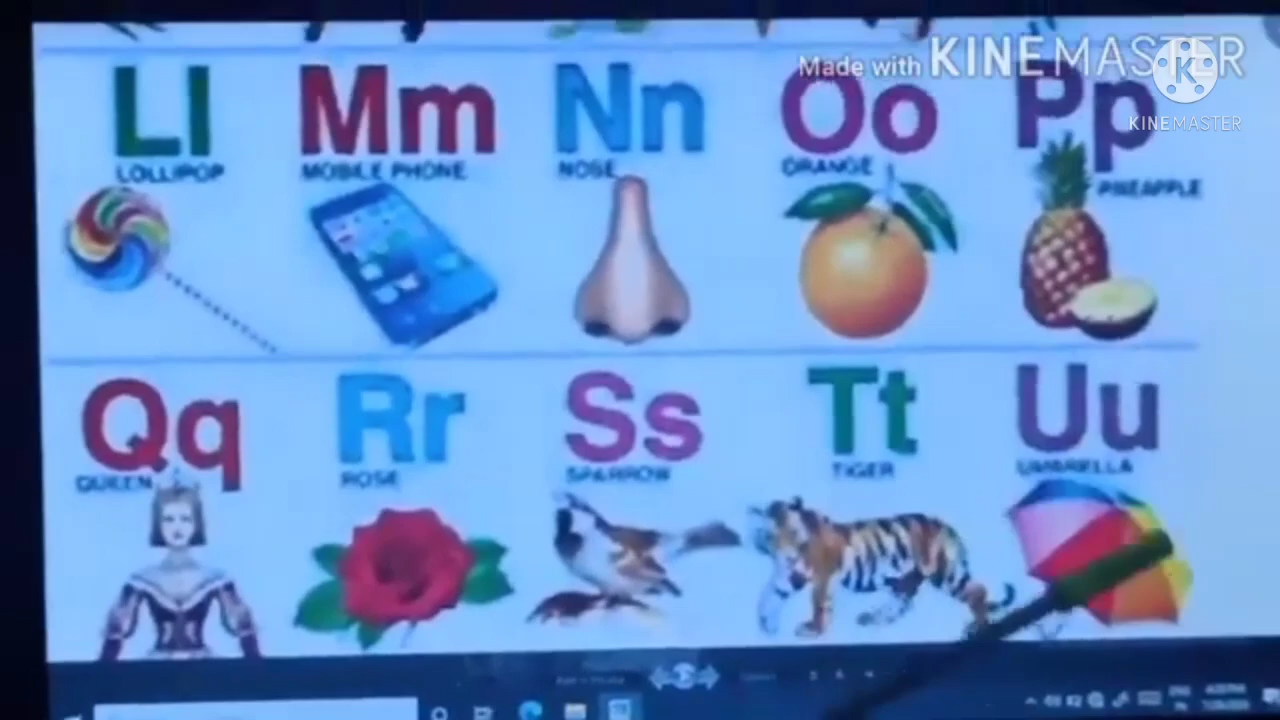 Made with KINEMASTER
KINEMASTER
Ll Mm Nn Oo Pp
LOLLIPOP MOBILE PHONE NOSE ORANGE PINEAPPLE
Qq Rr Ss Tt Uu
QUEEN ROSE SPARROW TIGER UMBRELLA